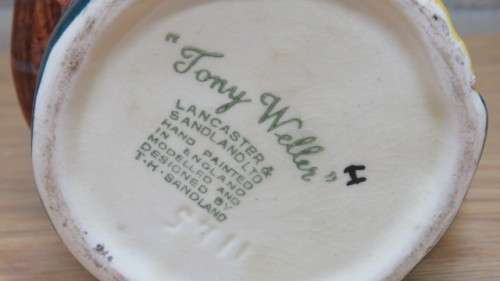 "Tony Weller"
LANCASTER &
SANDLAND LTD
HAND PAINTED
IN ENGLAND
MODELLED AND
DESIGNED BY
T.H. SANDLAND
H